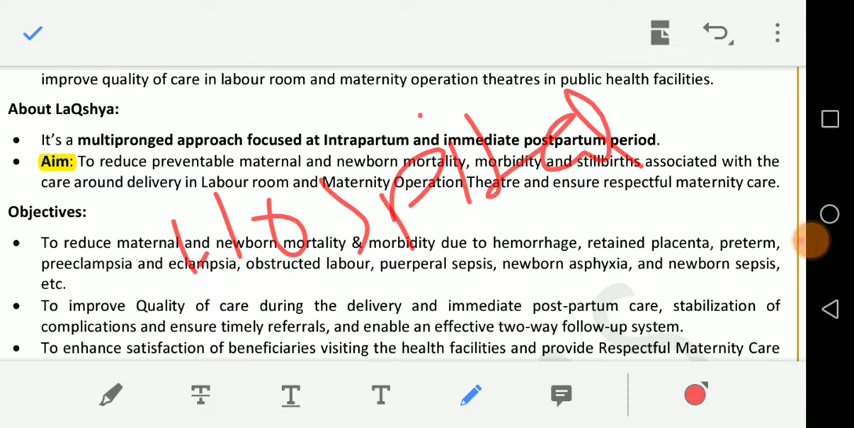 improve quality of care in labour room and maternity operation theatres in public health facilities.
About LaQshya:
• It's a multipronged approach focused at Intrapartum and immediate postpartum period.
• Aim: To reduce preventable maternal and newborn mortality, morbidity and stillbirths associated with the
care around delivery in Labour room and Maternity Operation Theatre and ensure respectful maternity care.
Objectives:
• To reduce maternal and newborn mortality & morbidity due to hemorrhage, retained placenta, preterm,
preeclampsia and eclampsia, obstructed labour, puerperal sepsis, newborn asphyxia, and newborn sepsis,
etc.
• To improve Quality of care during the delivery and immediate post-partum care, stabilization of
complications and ensure timely referrals, and enable an effective two-way follow-up system.
• To enhance satisfaction of beneficiaries visiting the health facilities and provide Respectful Maternity Care